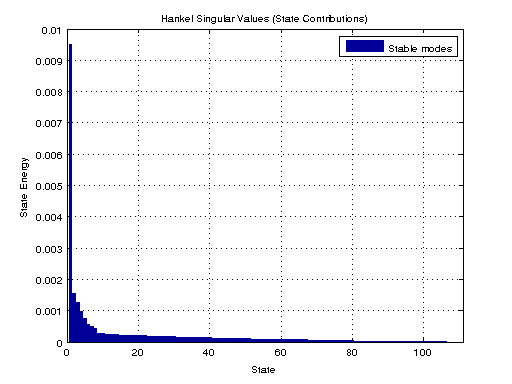 Hankel Singular Values (State Contributions)
Stable modes
0.01
0.009
0.008
0.007
0.006
0.005
0.004
0.003
0.002
0.001
0
State Energy
0 20 40 60 80 100
State